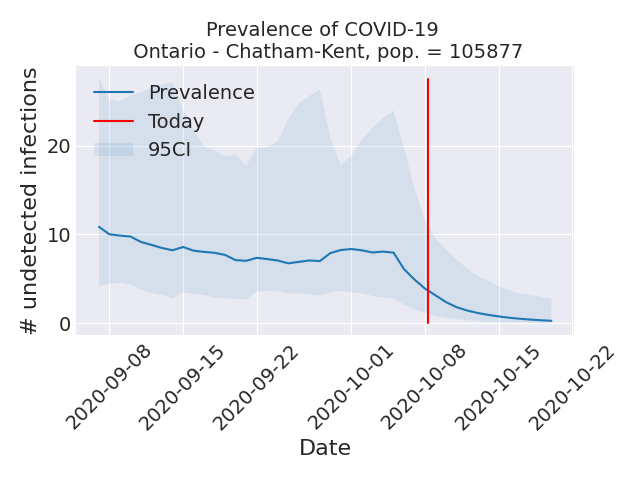 Prevalence of COVID-19
Ontario - Chatham-Kent, pop. = 105877
# undetected infections
20
10
0
Prevalence
Today
95CI
2020-09-08
2020-09-15
2020-09-22
2020-10-01
2020-10-08
2020-10-15
2020-10-22
Date